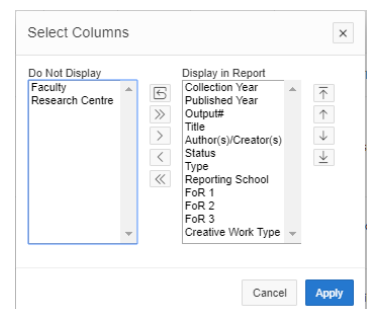 Select Columns
Do Not Display
Faculty
Research Centre
Display in Report
Collection Year
Published Year
Output#
Title
Author(s)/Creator(s)
Status
Type
Reporting School
FoR 1
FoR 2
FoR 3
Creative Work Type
Cancel
Apply